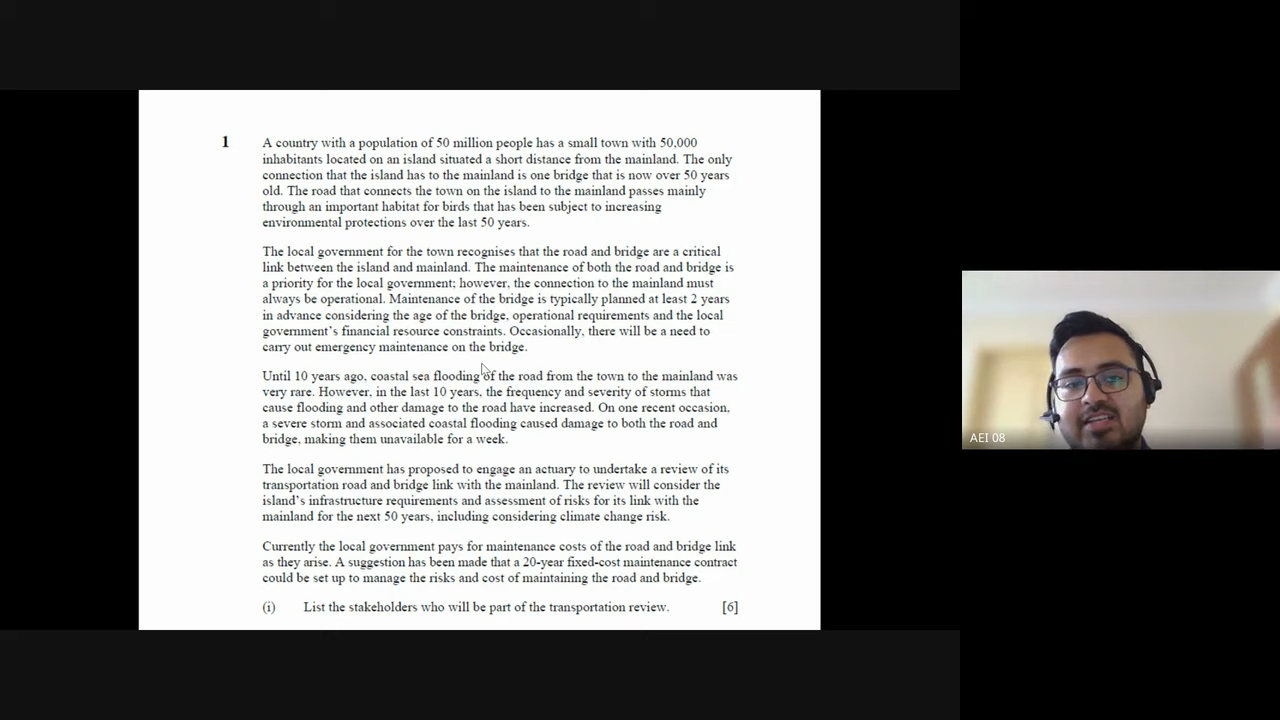 1 A country with a population of 50 million people has a small town with 50,000
inhabitants located on an island situated a short distance from the mainland. The only
connection that the island has to the mainland is one bridge that is now over 50 years
old. The road that connects the town on the island to the mainland passes mainly
through an important habitat for birds that has been subject to increasing
environmental protections over the last 50 years.
The local government for the town recognises that the road and bridge are a critical
link between the island and mainland. The maintenance of both the road and bridge is
a priority for the local government; however, the connection to the mainland must
always be operational. Maintenance of the bridge is typically planned at least 2 years
in advance considering the age of the bridge, operational requirements and the local
government's financial resource constraints. Occasionally, there will be a need to
carry out emergency maintenance on the bridge.
Until 10 years ago, coastal sea flooding of the road from the town to the mainland was
very rare. However, in the last 10 years, the frequency and severity of storms that
cause flooding and other damage to the road have increased. On one recent occasion,
a severe storm and associated coastal flooding caused damage to both the road and
bridge, making them unavailable for a week.
The local government has proposed to engage an actuary to undertake a review of its
transportation road and bridge link with the mainland. The review will consider the
island's infrastructure requirements and assessment of risks for its link with the
mainland for the next 50 years, including considering climate change risk.
Currently the local government pays for maintenance costs of the road and bridge link
as they arise. A suggestion has been made that a 20-year fixed-cost maintenance contract
could be set up to manage the risks and cost of maintaining the road and bridge.
(i) List the stakeholders who will be part of the transportation review. [6]
AEI 08